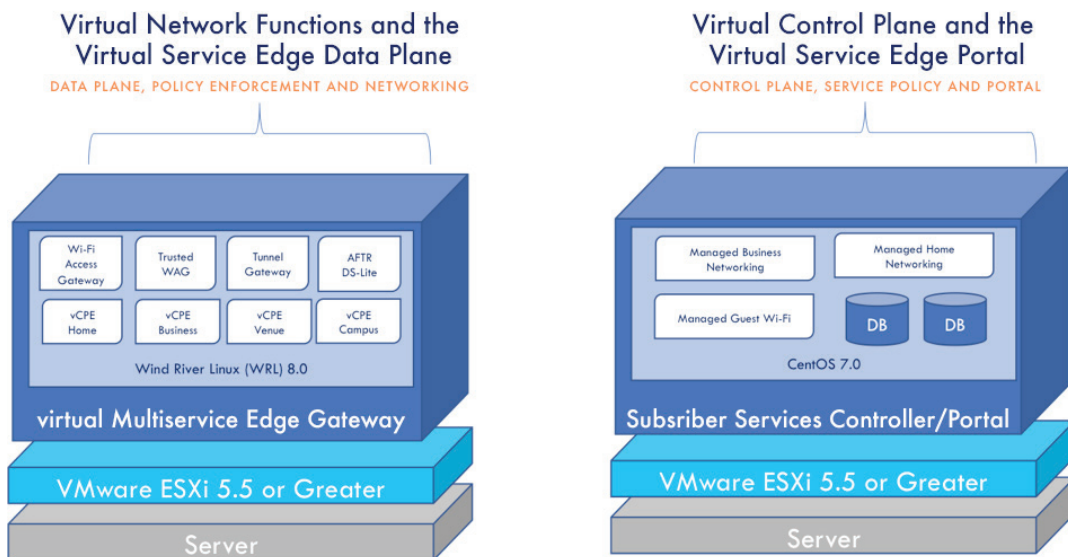 Virtual Network Functions and the
Virtual Service Edge Data Plane
DATA PLANE, POLICY ENFORCEMENT AND NETWORKING
Wi-Fi
Access
Gateway
Trusted
WAG
Tunnel
Gateway
AFTR
DS-Lite
vCPE
Home
vCPE
Business
vCPE
Venue
vCPE
Campus
Wind River Linux (WRL) 8.0
virtual Multiservice Edge Gateway
VMware ESXi 5.5 or Greater
Server
Virtual Control Plane and the
Virtual Service Edge Portal
CONTROL PLANE, SERVICE POLICY AND PORTAL
Managed Business
Networking
Managed Home
Networking
Managed Guest Wi-Fi
DB
DB
CentOS 7.0
Subsriber Services Controller/Portal
VMware ESXi 5.5 or Greater
Server